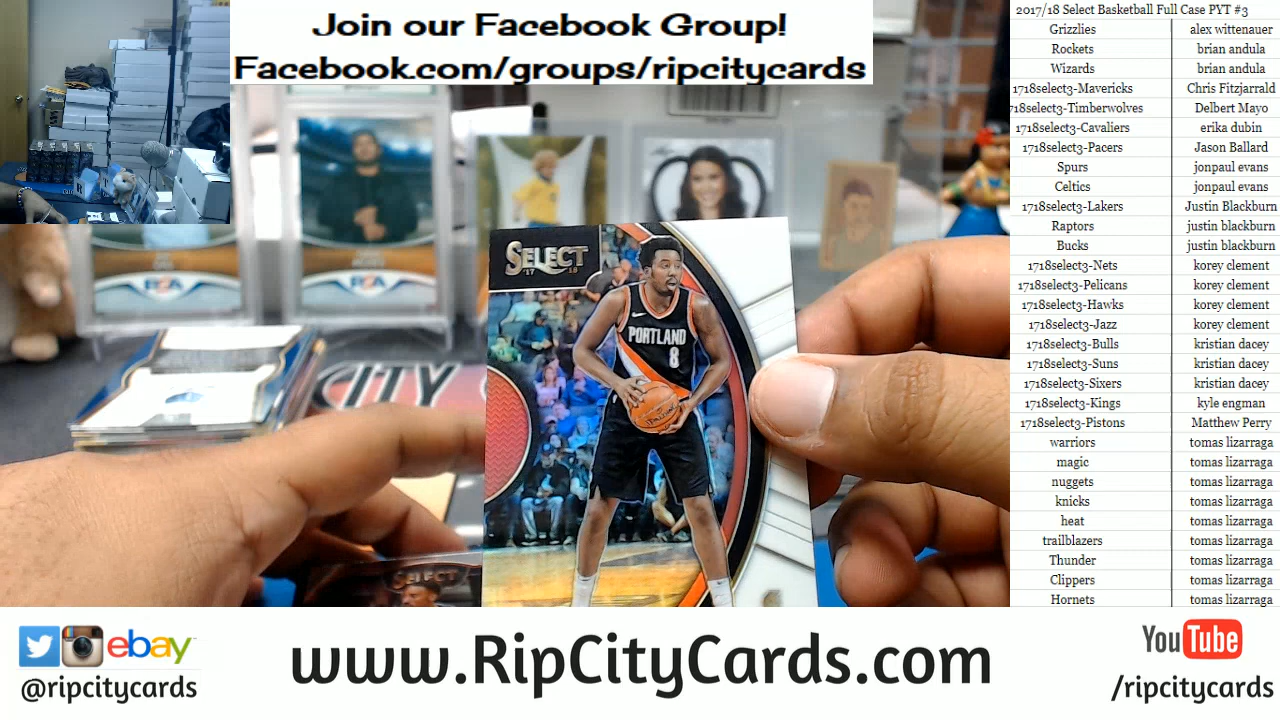 Join our Facebook Group!
Facebook.com/groups/ripcitycards
2017/18 Select Basketball Full Case PYT #3
Grizzlies alex wittenauer
Rockets brian andula
Wizards brian andula
1718select3-Mavericks Chris Fitzjarrald
718select3-Timberwolves Delbert Mayo
1718select3-Cavaliers erika dubin
1718select3-Pacers Jason Ballard
Spurs jonpaul evans
Celtics jonpaul evans
1718select3-Lakers Justin Blackburn
Raptors justin blackburn
Bucks justin blackburn
1718select3-Nets korey clement
1718select3-Pelicans korey clement
1718select3-Hawks korey clement
1718select3-Jazz korey clement
1718select3-Bulls kristian dacey
1718select3-Suns kristian dacey
1718select3-Sixers kristian dacey
1718select3-Kings kyle engman
1718select3-Pistons Matthew Perry
warriors tomas lizarraga
magic tomas lizarraga
nuggets tomas lizarraga
knicks tomas lizarraga
heat tomas lizarraga
trailblazers tomas lizarraga
Thunder tomas lizarraga
Clippers tomas lizarraga
Hornets tomas lizarraga
SELECT
'17 18
PORTLAND
8
CITY
SELECT
ebay
@ripcitycards
www.RipCityCards.com
YouTube
/ripcitycards